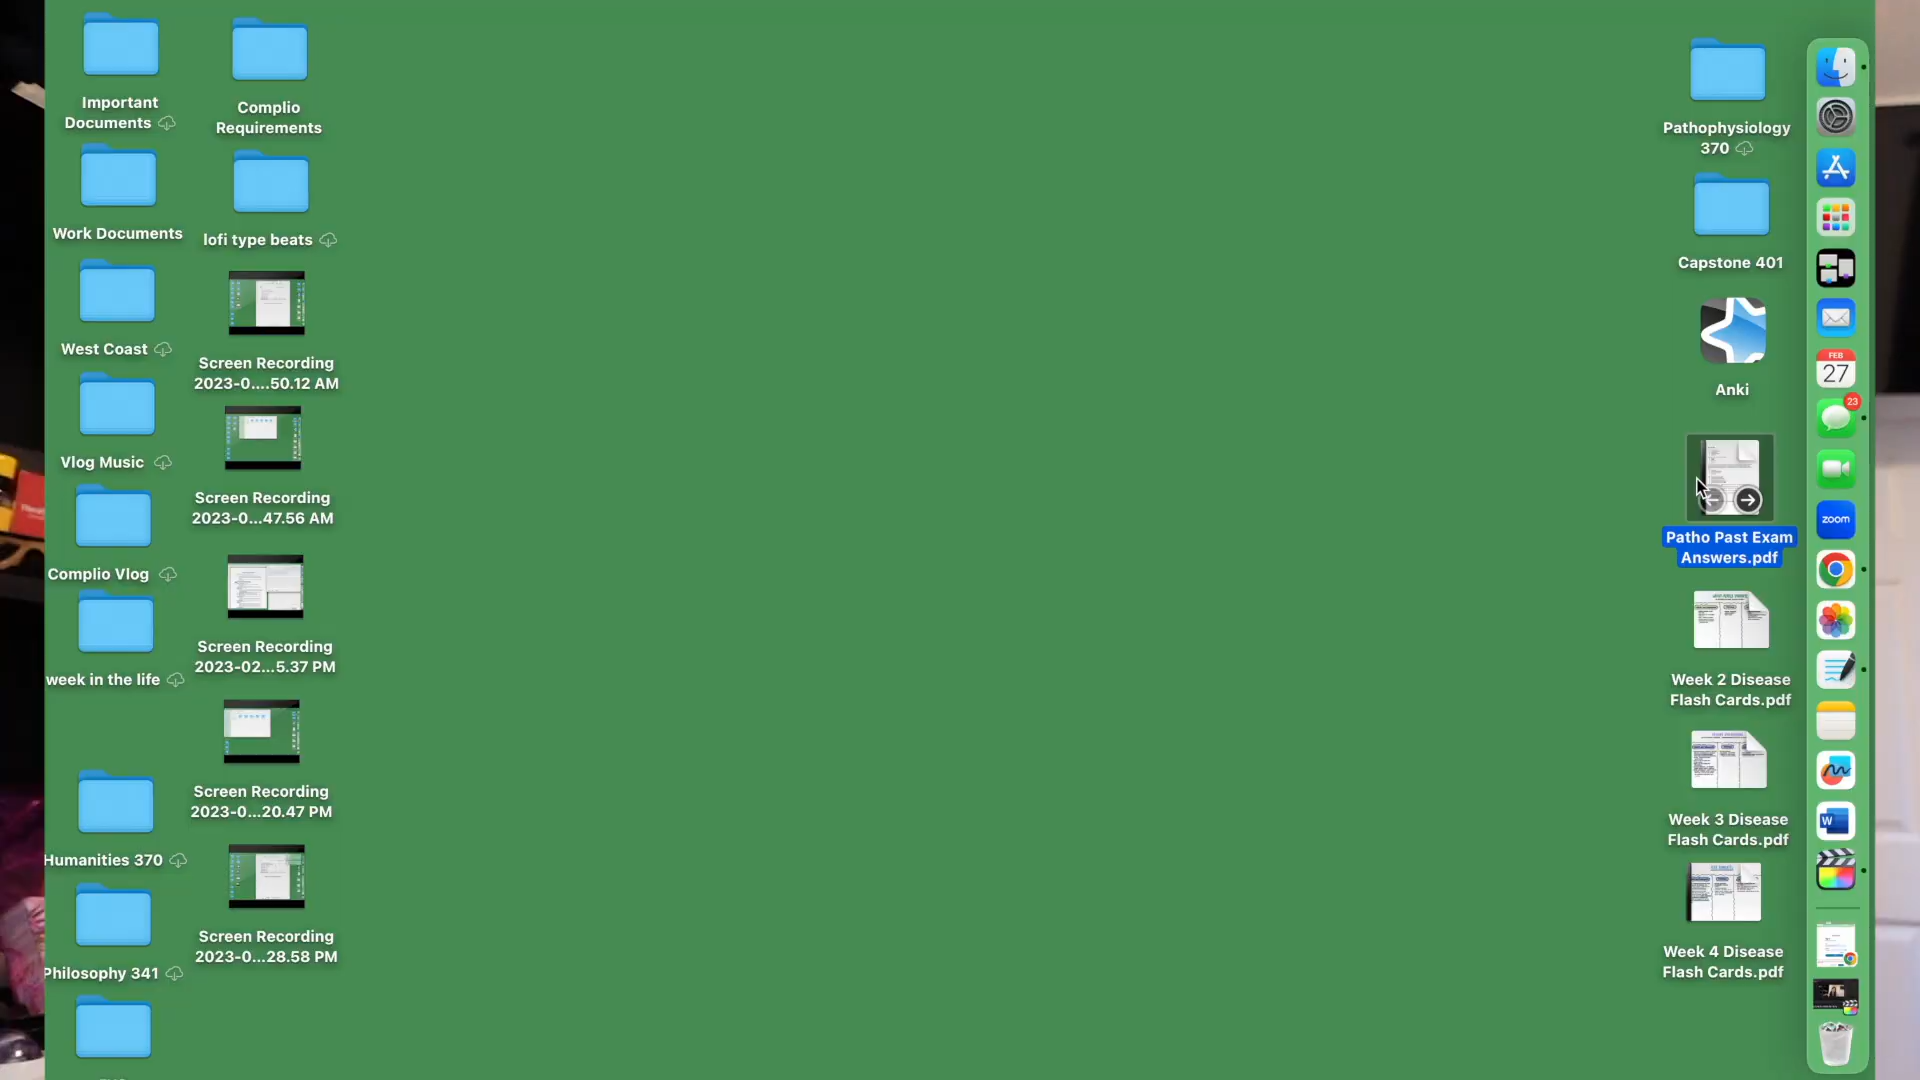 Important
Documents
Complio
Requirements
Work Documents
lofi type beats
West Coast
Screen Recording
2023-0....50.12 AM
Vlog Music
Screen Recording
2023-0...47.56 AM
Complio Vlog
Screen Recording
2023-02...5.37 PM
week in the life
Screen Recording
2023-0...20.47 PM
Humanities 370
Screen Recording
2023-0...28.58 PM
Philosophy 341
Pathophysiology
370
Capstone 401
Anki
Patho Past Exam
Answers.pdf
Week 2 Disease
Flash Cards.pdf
Week 3 Disease
Flash Cards.pdf
Week 4 Disease
Flash Cards.pdf
FEB
27
23
zoom
W